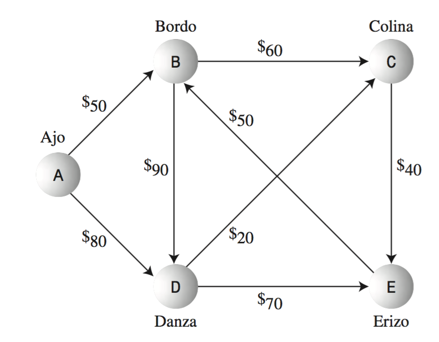 Bordo
Colina
B
$60
C
$50
$50
Ajo
$90
$40
A
$80
$20
D
$70
E
Danza
Erizo